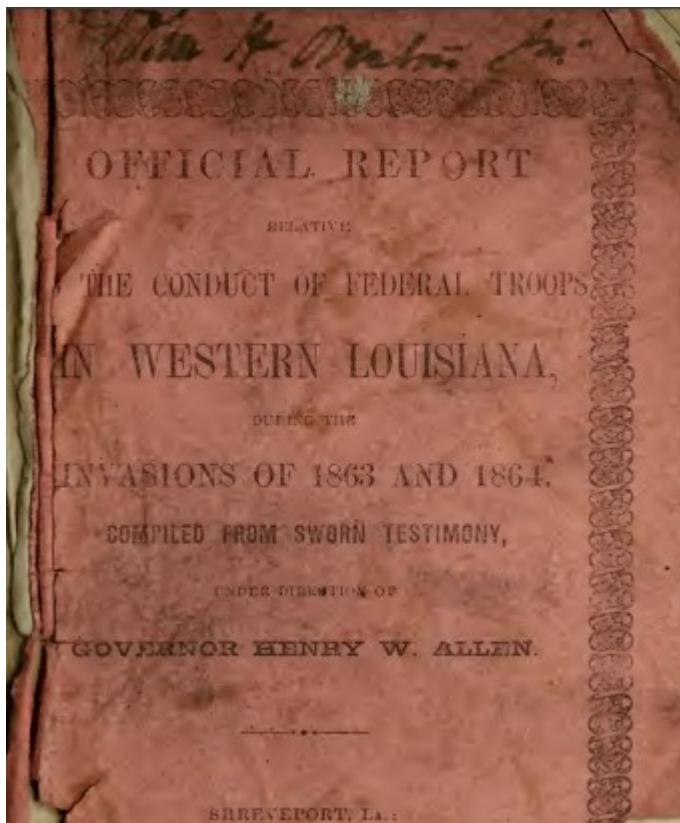 OFFICIAL REPORT
RELATIVE
THE CONDUCT OF FEDERAL TROOPS
IN WESTERN LOUISIANA,
DURING THE
INVASIONS OF 1863 AND 1864.
COMPILED FROM SWORN TESTIMONY,
UNDER DIRECTION OF
GOVERNOR HENRY W. ALLEN.
SHREVEPORT, LA.: